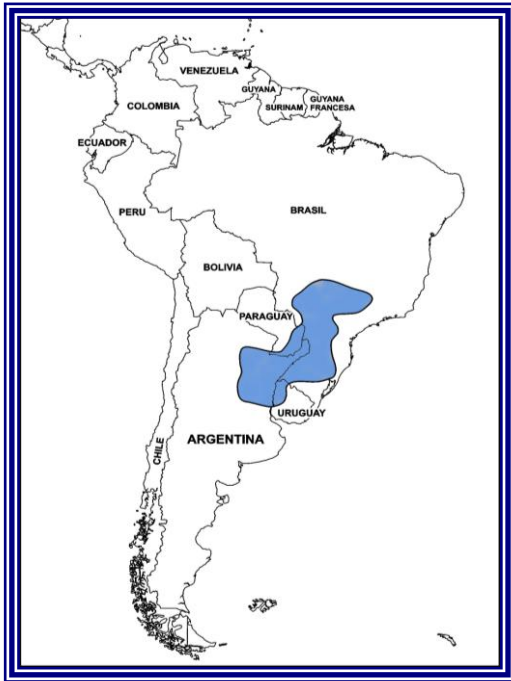 VENEZUELA
GUYANA
SURINAM
GUYANA
FRANCESA
COLOMBIA
ECUADOR
PERU
BRASIL
BOLIVIA
PARAGUAY
URUGUAY
ARGENTINA
CHILE